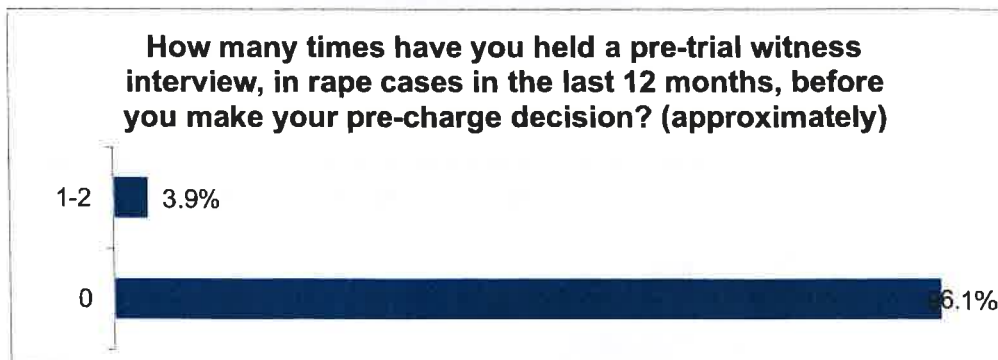 How many times have you held a pre-trial witness
interview, in rape cases in the last 12 months, before
you make your pre-charge decision? (approximately)
1-2 3.9%
0 96.1%